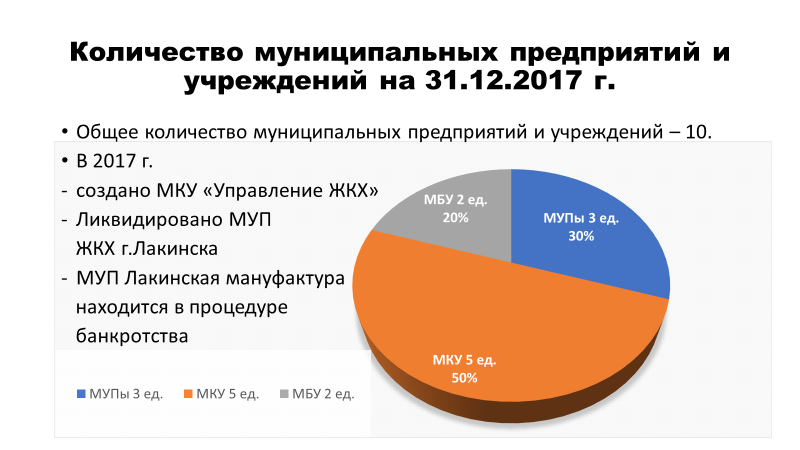 Количество муниципальных предприятий и
учреждений на 31.12.2017 г.
• Общее количество муниципальных предприятий и учреждений – 10.
• В 2017 г.
- создано МКУ «Управление ЖКХ»
- Ликвидировано МУП
ЖКХ г.Лакинска
- МУП Лакинская мануфактура
находится в процедуре
банкротства
МБУ 2 ед.
20%
МУПы 3 ед.
30%
МКУ 5 ед.
50%
МУПы 3 ед. МКУ 5 ед. МБУ 2 ед.